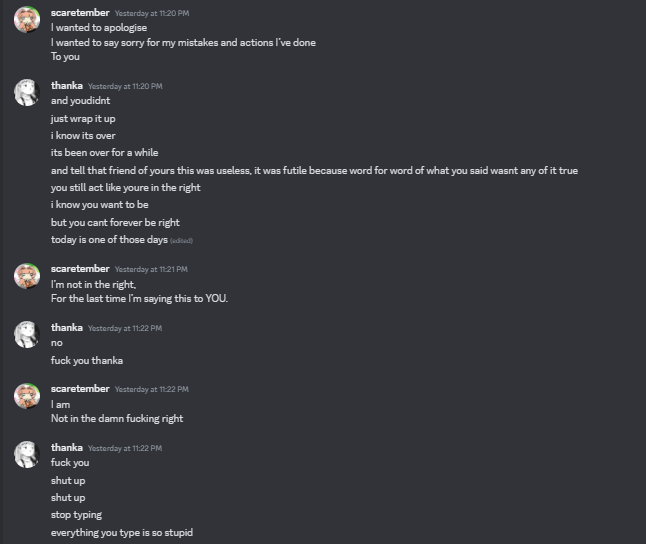 scaretember Yesterday at 11:20 PM
I wanted to apologise
I wanted to say sorry for my mistakes and actions I've done
To you
thanka Yesterday at 11:20 PM
and youdidnt
just wrap it up
i know its over
its been over for a while
and tell that friend of yours this was useless, it was futile because word for word of what you said wasnt any of it true
you still act like youre in the right
i know you want to be
but you cant forever be right
today is one of those days (edited)
scaretember Yesterday at 11:21 PM
I'm not in the right,
For the last time I'm saying this to YOU.
thanka Yesterday at 11:22 PM
no
fuck you thanka
scaretember Yesterday at 11:22 PM
I am
Not in the damn fucking right
thanka Yesterday at 11:22 PM
fuck you
shut up
shut up
stop typing
everything you type is so stupid